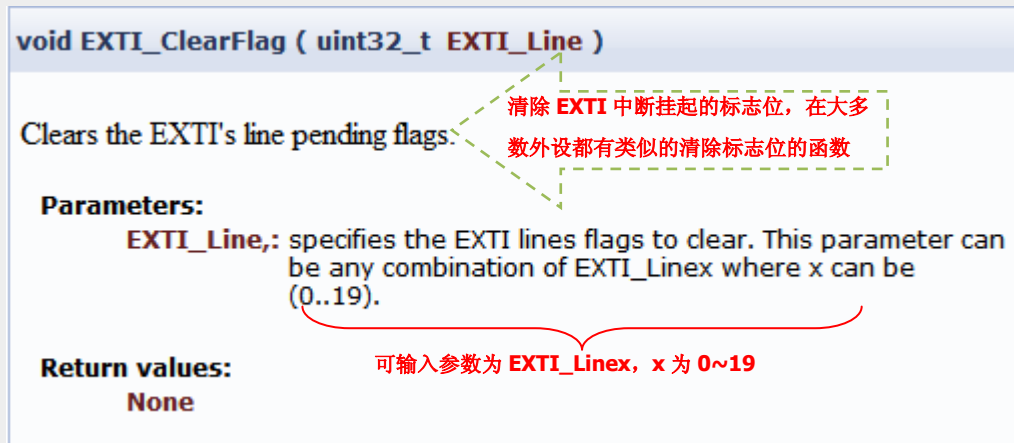 void EXTI_ClearFlag ( uint32_t EXTI_Line )
清除 EXTI 中断挂起的标志位，在大多
数外设都有类似的清除标志位的函数
Clears the EXTI's line pending flags.
Parameters:
EXTI_Line,: specifies the EXTI lines flags to clear. This parameter can
be any combination of EXTI_Linex where x can be
(0..19).
可输入参数为 EXTI_Linex，x 为 0~19
Return values:
None